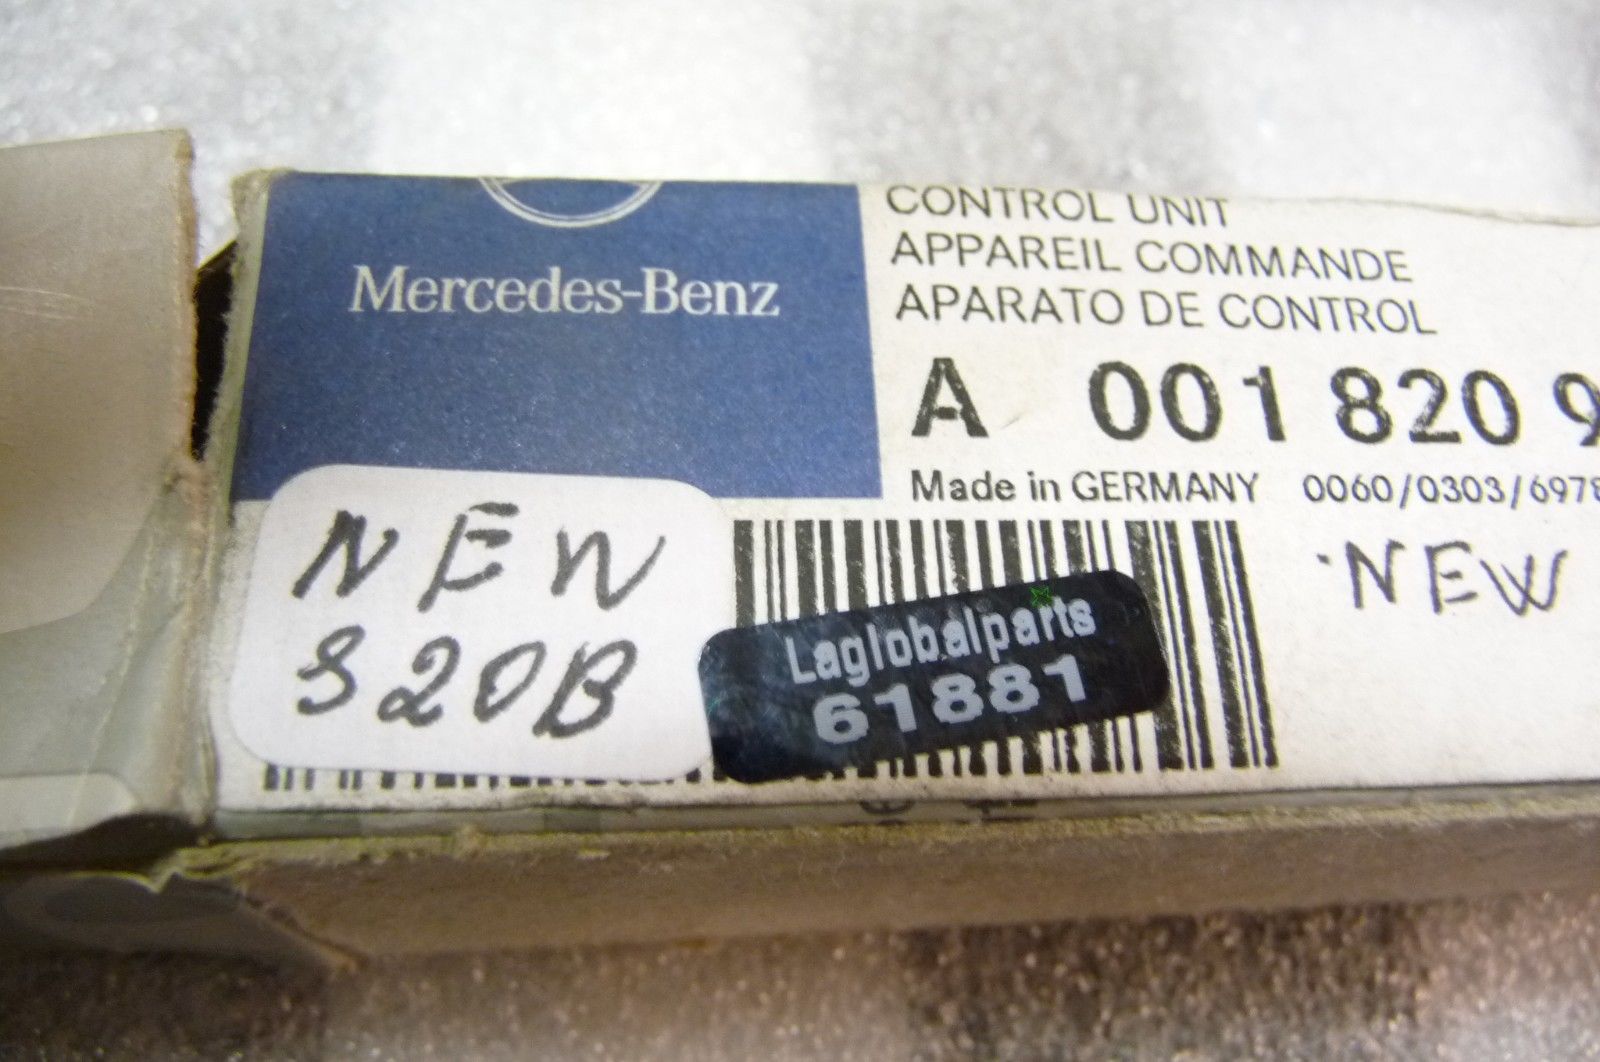 CONTROL UNIT
APPAREIL COMMANDE
APARATO DE CONTROL
Mercedes-Benz
A 001 820 9
Made in GERMANY 0060/0303/6978
NEW
S20B
Laglobalparts
61881
NEW